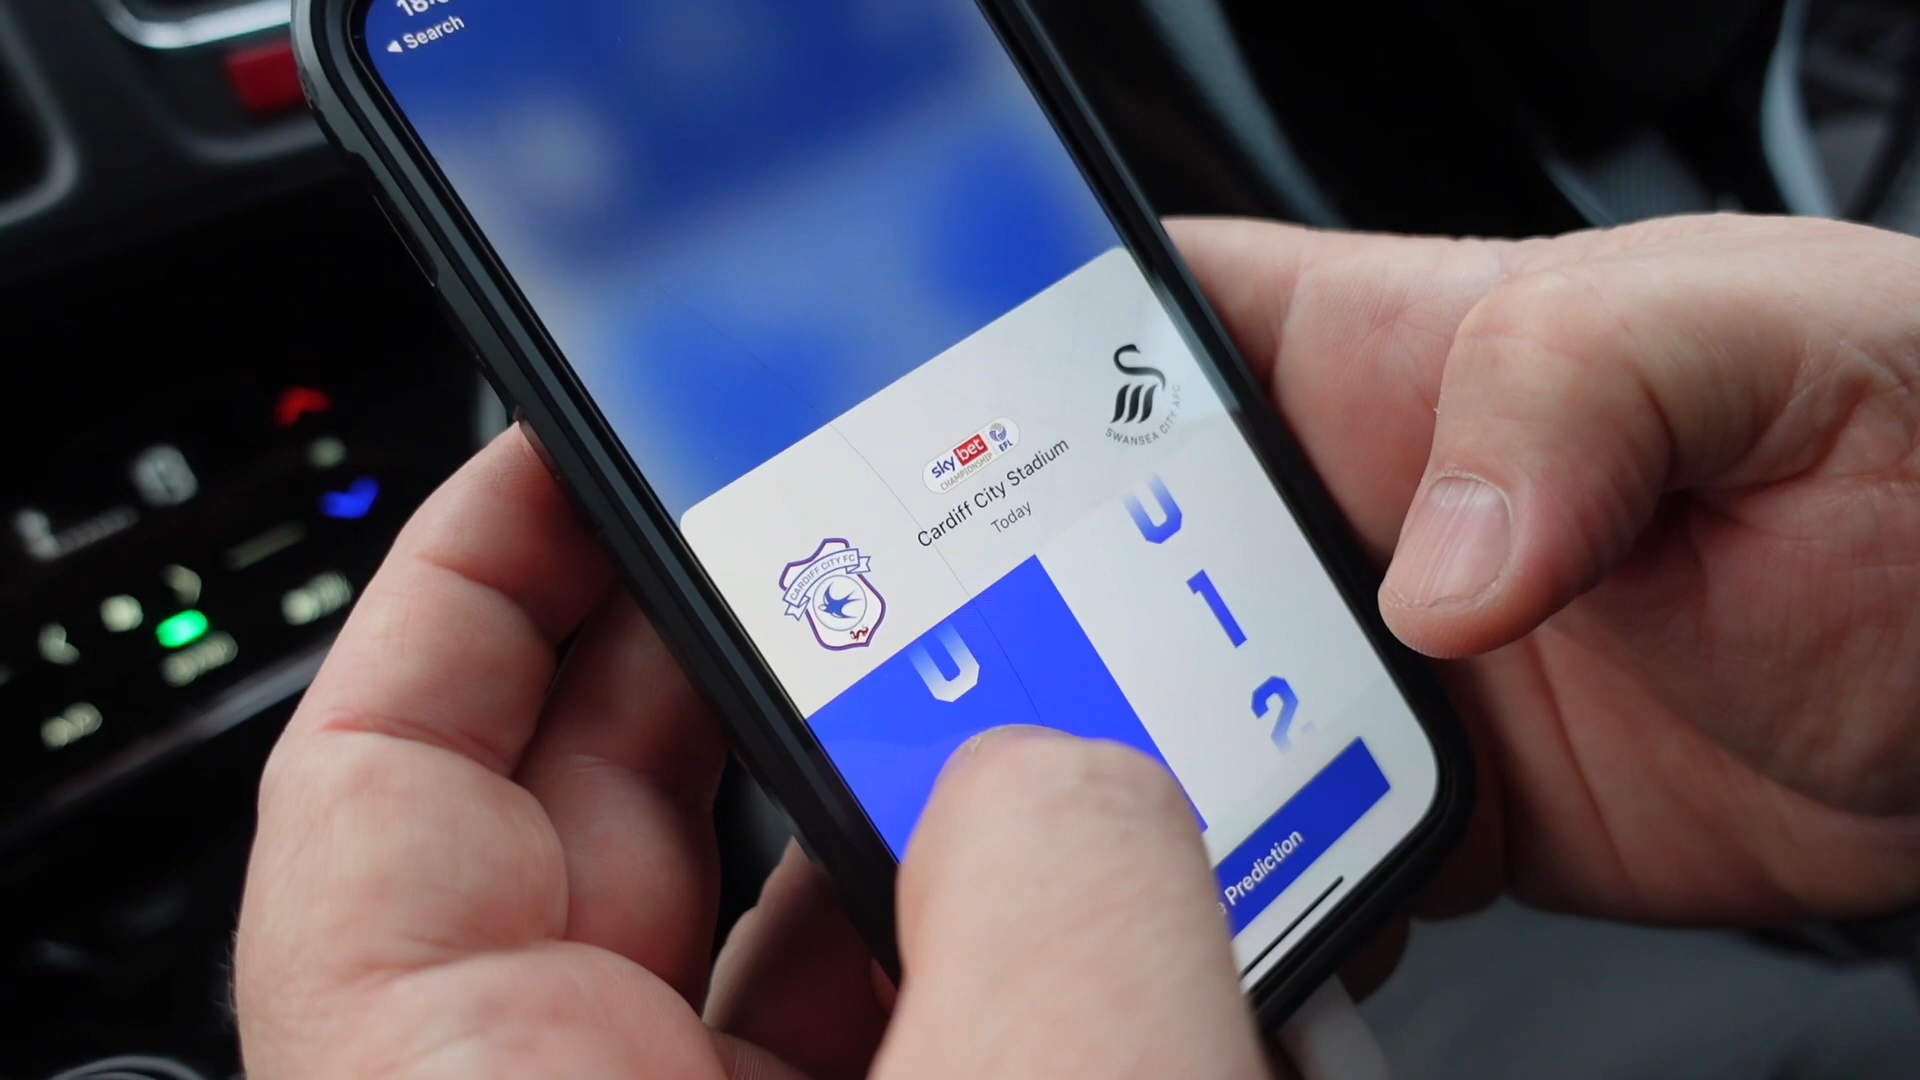 Search
sky bet
CHAMPIONSHIP
EFL
SWANSEA CITY AFC
Cardiff City Stadium
Today
CARDIFF CITY FC
0
0
1
2
Prediction